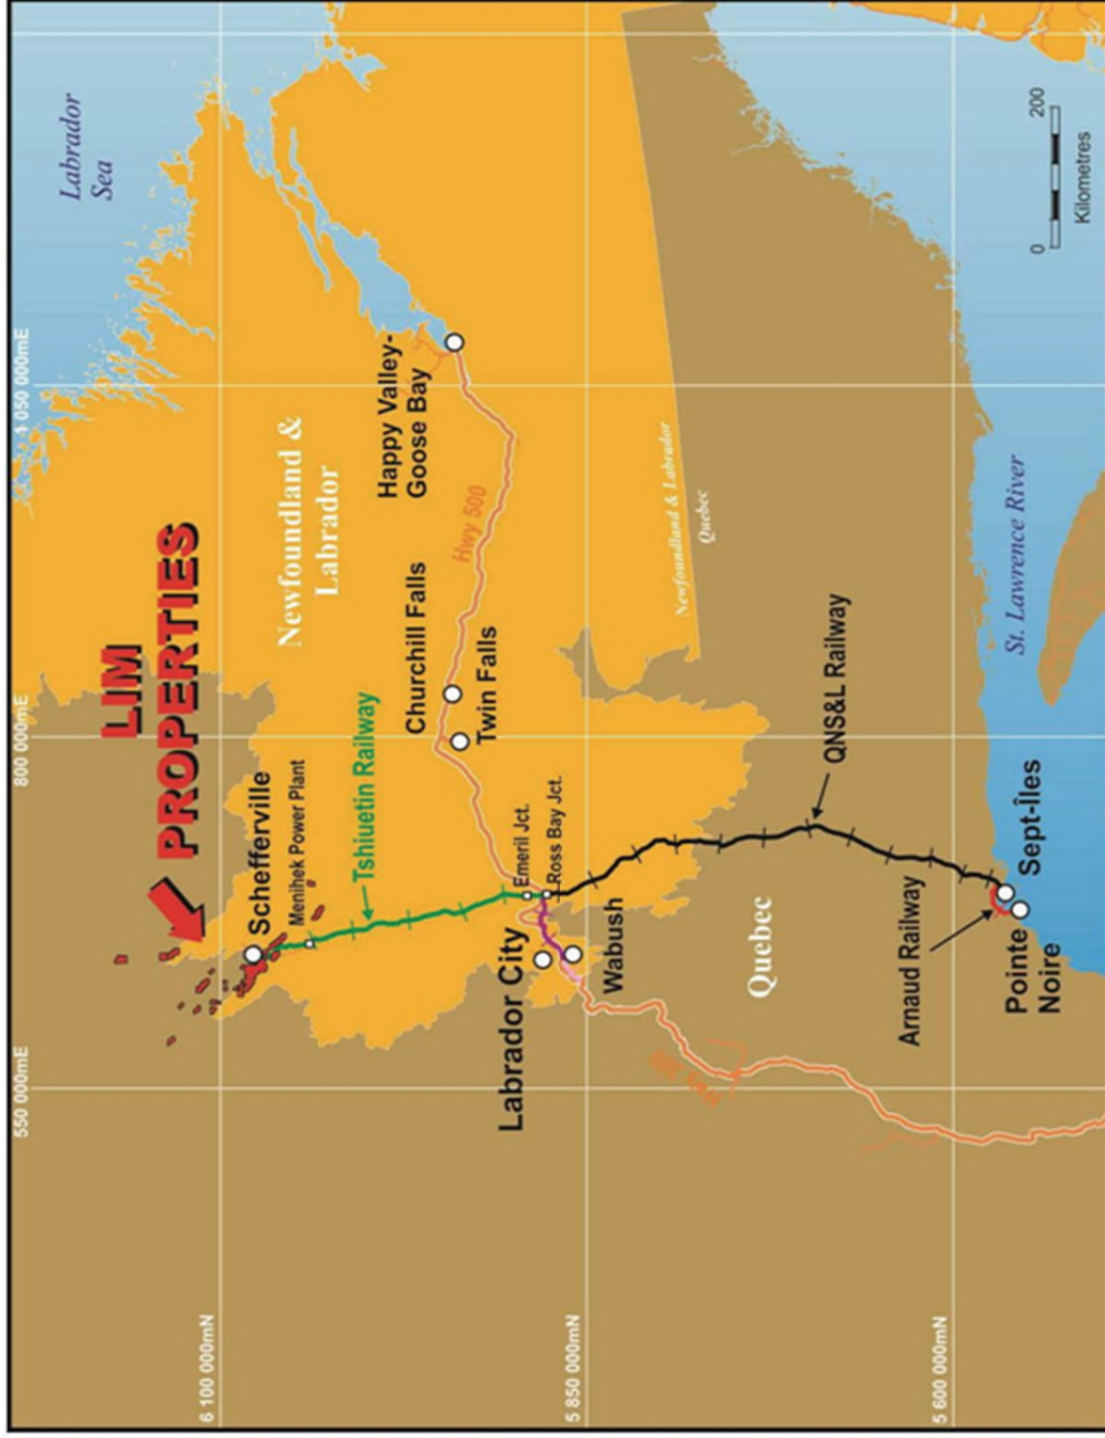 Labrador
Sea
1 050 000mE
800 000mE
550 000mE
LIM
PROPERTIES
Newfoundland &
Labrador
Happy Valley-
Goose Bay
Hwy 500
Churchill Falls
Twin Falls
Newfoundland & Labrador
Quebec
Schefferville
Menihek Power Plant
Tshiuetin Railway
Emeril Jct.
Ross Bay Jct.
Labrador City
Wabush
QNS&L Railway
Quebec
Arnaud Railway
Pointe
Noire
Sept-Îles
St. Lawrence River
0
200
Kilometres
6 100 000mN
5 850 000mN
5 600 000mN